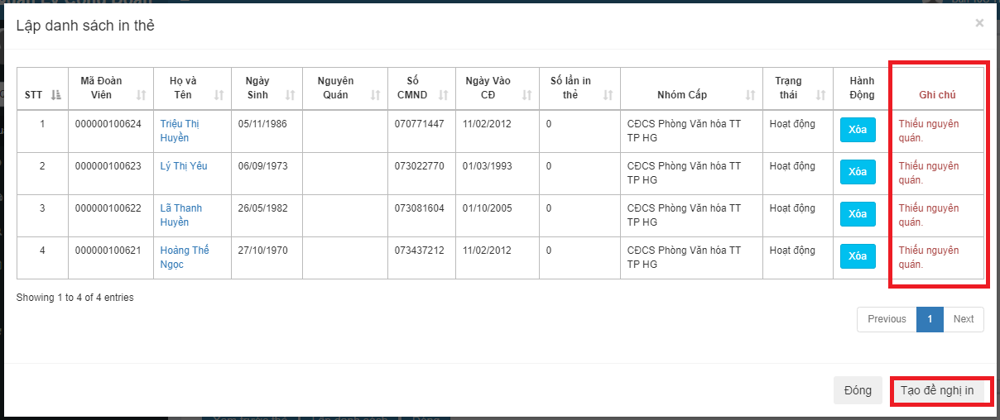 Lập danh sách in thẻ ×
STT Mã Đoàn Viên Họ và Tên Ngày Sinh Nguyên Quán Số CMND Ngày Vào CĐ Số lần in thẻ Nhóm Cấp Trạng thái Hành Động Ghi chú
1 000000100624 Triệu Thị Huyền 05/11/1986 070771447 11/02/2012 0 CĐCS Phòng Văn hóa TT TP HG Hoạt động Xóa Thiếu nguyên quán.
2 000000100623 Lý Thị Yêu 06/09/1973 073022770 01/03/1993 0 CĐCS Phòng Văn hóa TT TP HG Hoạt động Xóa Thiếu nguyên quán.
3 000000100622 Lã Thanh Huyền 26/05/1982 073081604 01/10/2005 0 CĐCS Phòng Văn hóa TT TP HG Hoạt động Xóa Thiếu nguyên quán.
4 000000100621 Hoàng Thế Ngọc 27/10/1970 073437212 11/02/2012 0 CĐCS Phòng Văn hóa TT TP HG Hoạt động Xóa Thiếu nguyên quán.
Showing 1 to 4 of 4 entries
Previous 1 Next
Đóng Tạo đề nghị in